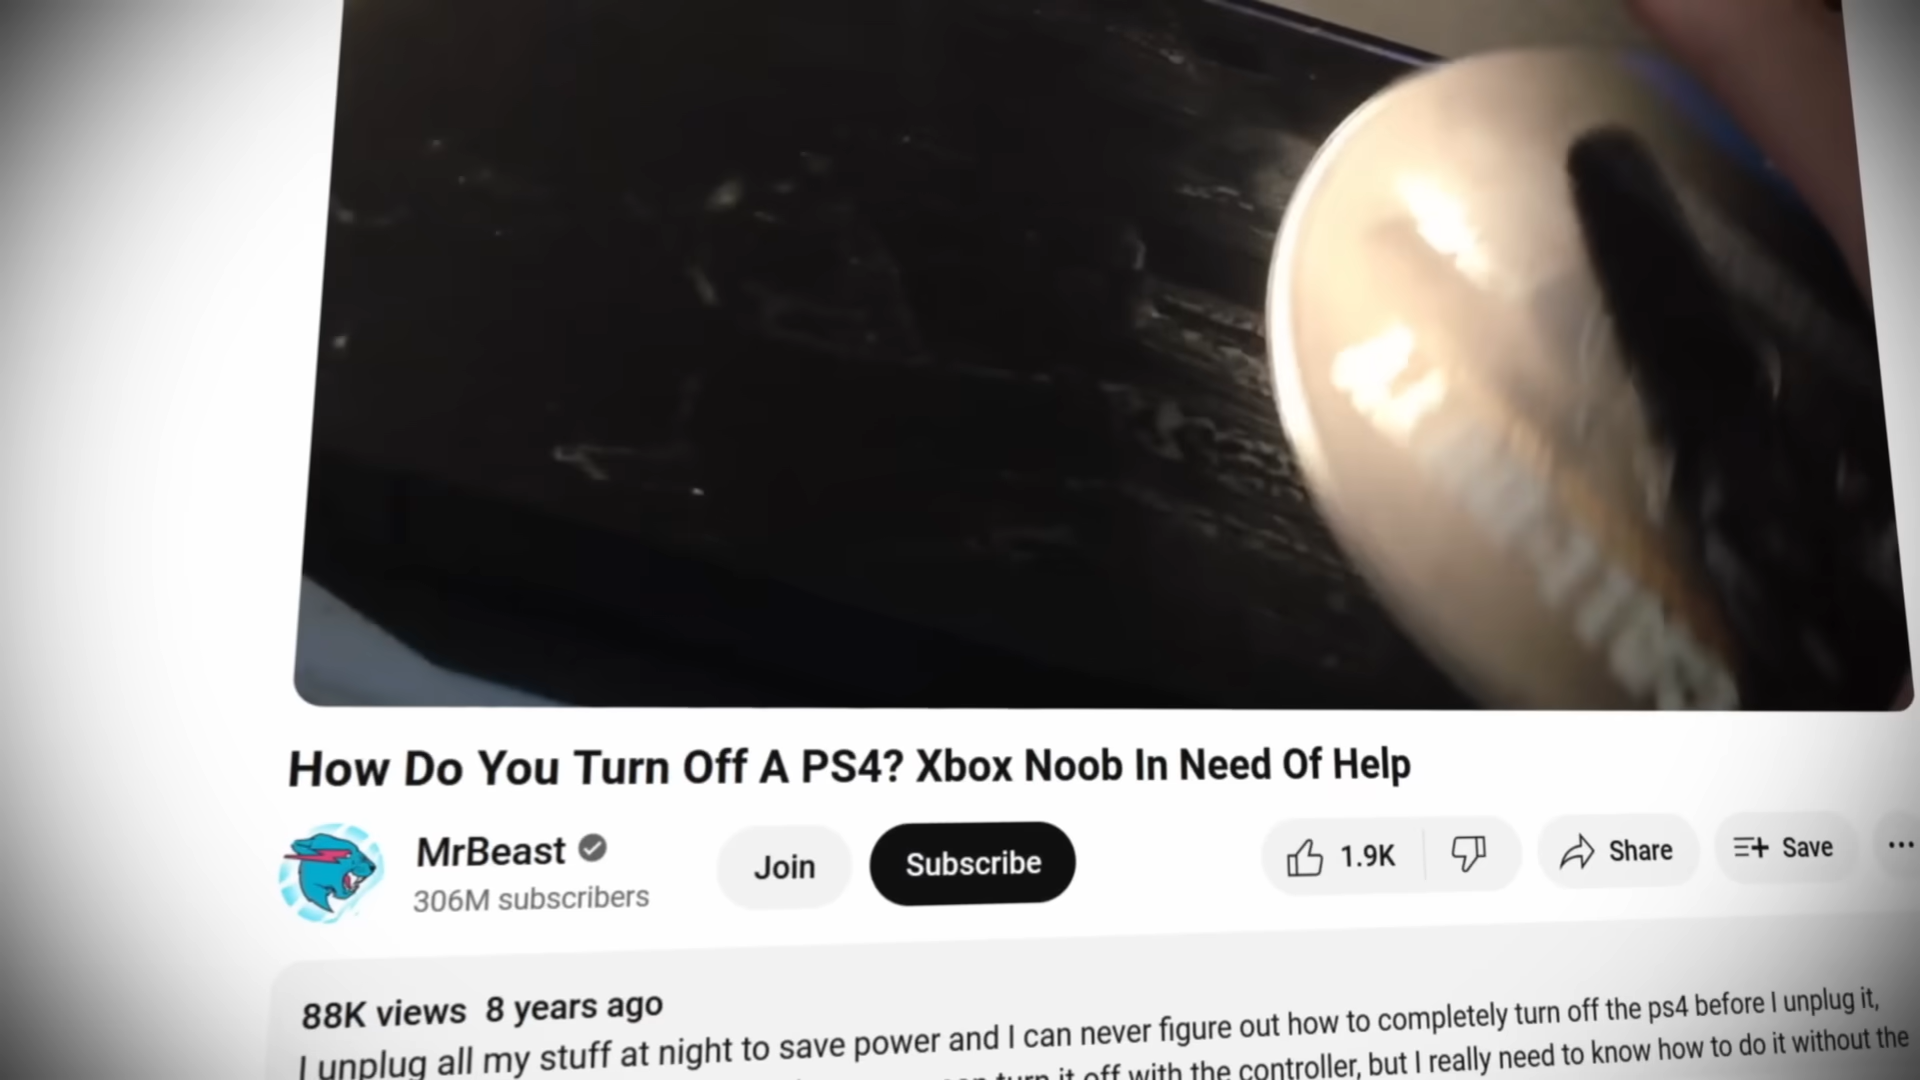 How Do You Turn Off A PS4? Xbox Noob In Need Of Help
MrBeast
306M subscribers
Join
Subscribe
1.9K
Share
Save
88K views 8 years ago
I unplug all my stuff at night to save power and I can never figure out how to completely turn off the ps4 before I unplug it,
turn it off with the controller, but I really need to know how to do it without the